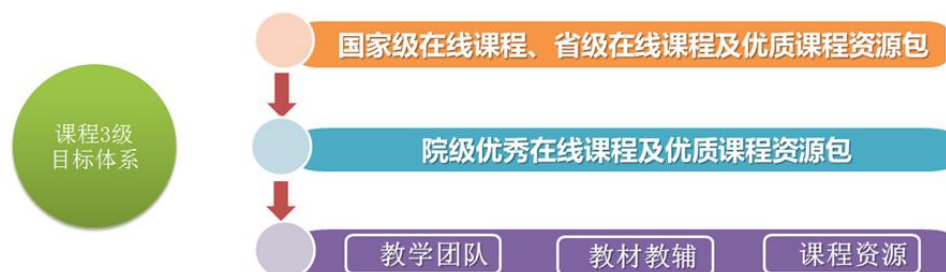 国家级在线课程、省级在线课程及优质课程资源包
课程3级
目标体系
院级优秀在线课程及优质课程资源包
教学团队 教材教辅 课程资源